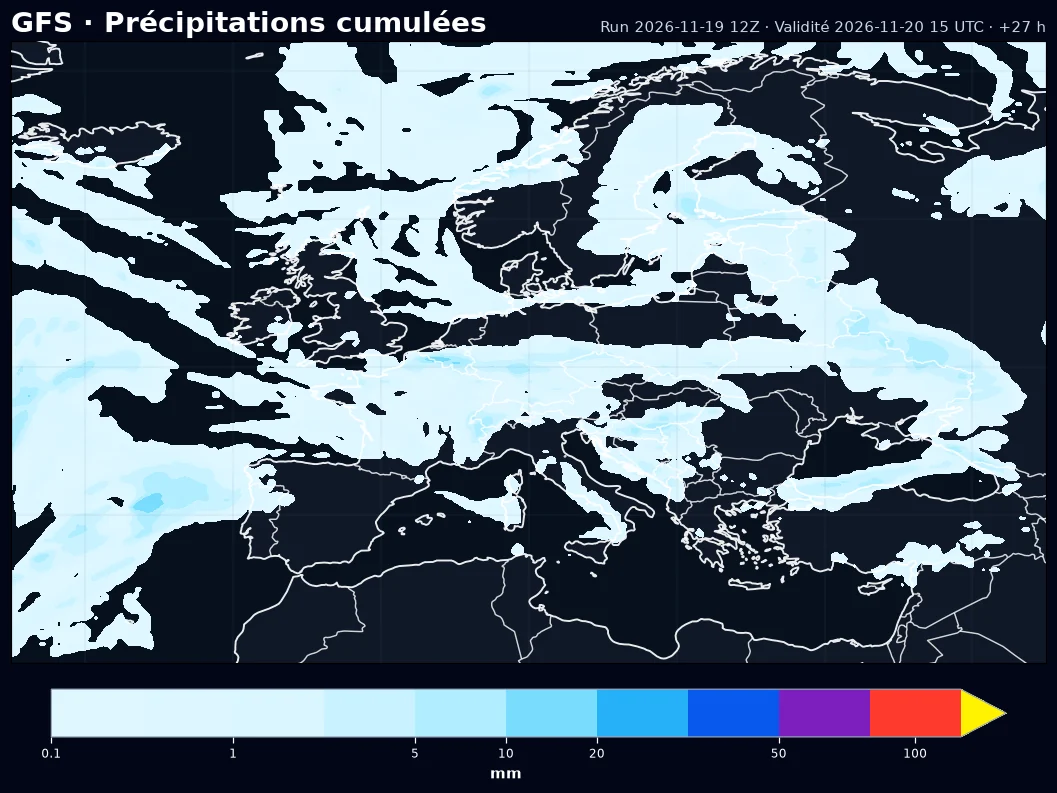 GFS · Précipitations cumulées
Run 2026-11-19 12Z · Validité 2026-11-20 15 UTC · +27 h
0.1 1 5 10 20 50 100
mm